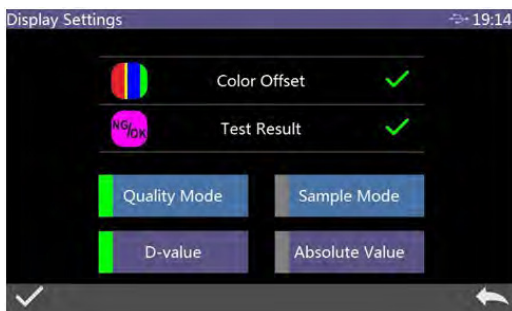 Display Settings 19:14
Color Offset
NG/OK Test Result
Quality Mode Sample Mode
D-value Absolute Value